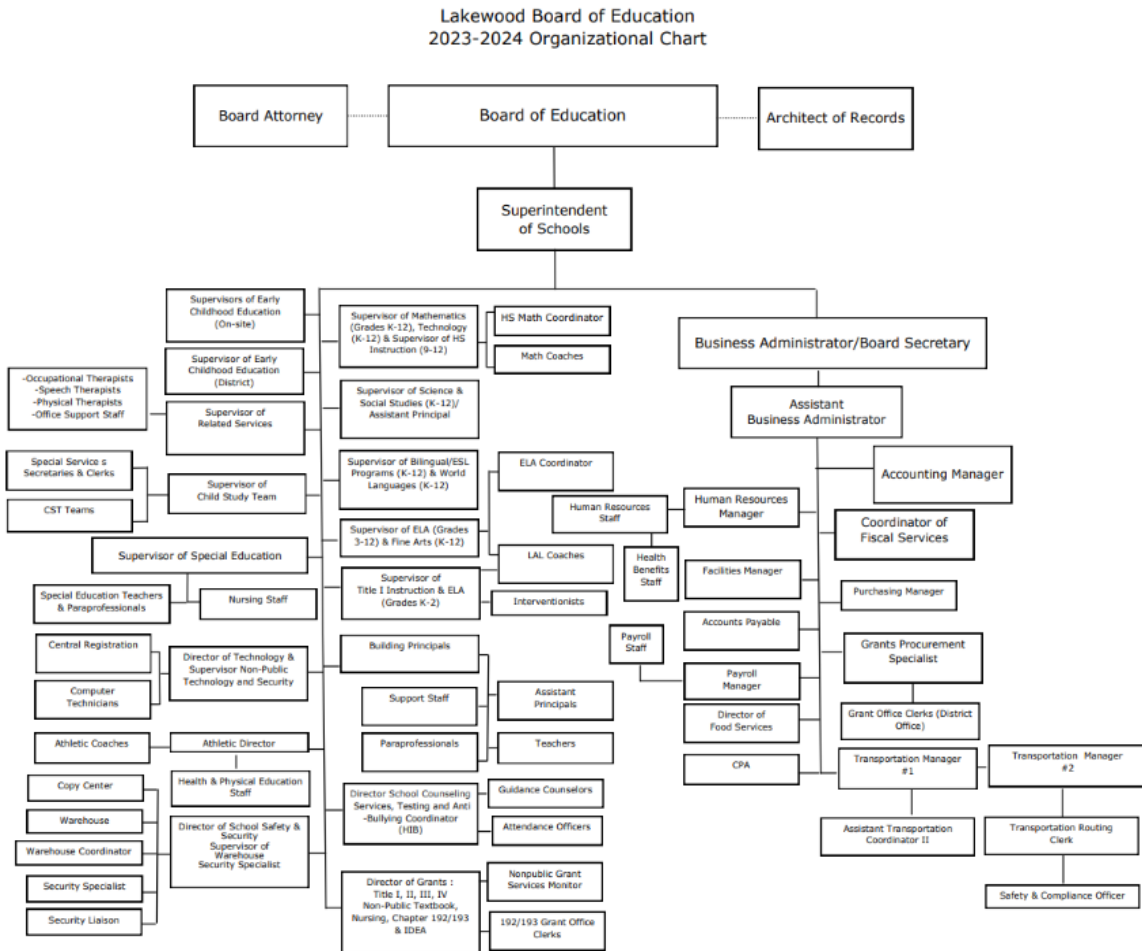 Lakewood Board of Education
2023-2024 Organizational Chart
Board Attorney
Board of Education
Architect of Records
Superintendent
of Schools
Supervisors of Early
Childhood Education
(On-site)
Supervisor of Early
Childhood Education
(District)
-Occupational Therapists
-Speech Therapists
-Physical Therapists
-Office Support Staff
Supervisor of
Related Services
Special Service s
Secretaries & Clerks
CST Teams
Supervisor of
Child Study Team
Supervisor of Special Education
Special Education Teachers
& Paraprofessionals
Nursing Staff
Central Registration
Computer
Technicians
Director of Technology &
Supervisor Non-Public
Technology and Security
Athletic Coaches
Athletic Director
Health & Physical Education
Staff
Copy Center
Warehouse
Warehouse Coordinator
Security Specialist
Security Liaison
Director of School Safety &
Security
Supervisor of
Warehouse
Security Specialist
Supervisor of Mathematics
(Grades K-12), Technology
(K-12) & Supervisor of HS
Instruction (9-12)
HS Math Coordinator
Math Coaches
Supervisor of Science &
Social Studies (K-12)/
Assistant Principal
Supervisor of Bilingual/ESL
Programs (K-12) & World
Languages (K-12)
ELA Coordinator
Supervisor of ELA (Grades
3-12) & Fine Arts (K-12)
LAL Coaches
Supervisor of
Title I Instruction & ELA
(Grades K-2)
Interventionists
Building Principals
Support Staff
Assistant
Principals
Paraprofessionals
Teachers
Director School Counseling
Services, Testing and Anti
-Bullying Coordinator
(HIB)
Guidance Counselors
Attendance Officers
Director of Grants :
Title I, II, III, IV
Non-Public Textbook,
Nursing, Chapter 192/193
& IDEA
Nonpublic Grant
Services Monitor
192/193 Grant Office
Clerks
Business Administrator/Board Secretary
Assistant
Business Administrator
Accounting Manager
Human Resources
Manager
Human Resources
Staff
Health
Benefits
Staff
Coordinator of
Fiscal Services
Facilities Manager
Purchasing Manager
Accounts Payable
Payroll
Staff
Payroll
Manager
Grants Procurement
Specialist
Grant Office Clerks (District
Office)
Director of
Food Services
CPA
Transportation Manager
#1
Transportation Manager
#2
Assistant Transportation
Coordinator II
Transportation Routing
Clerk
Safety & Compliance Officer